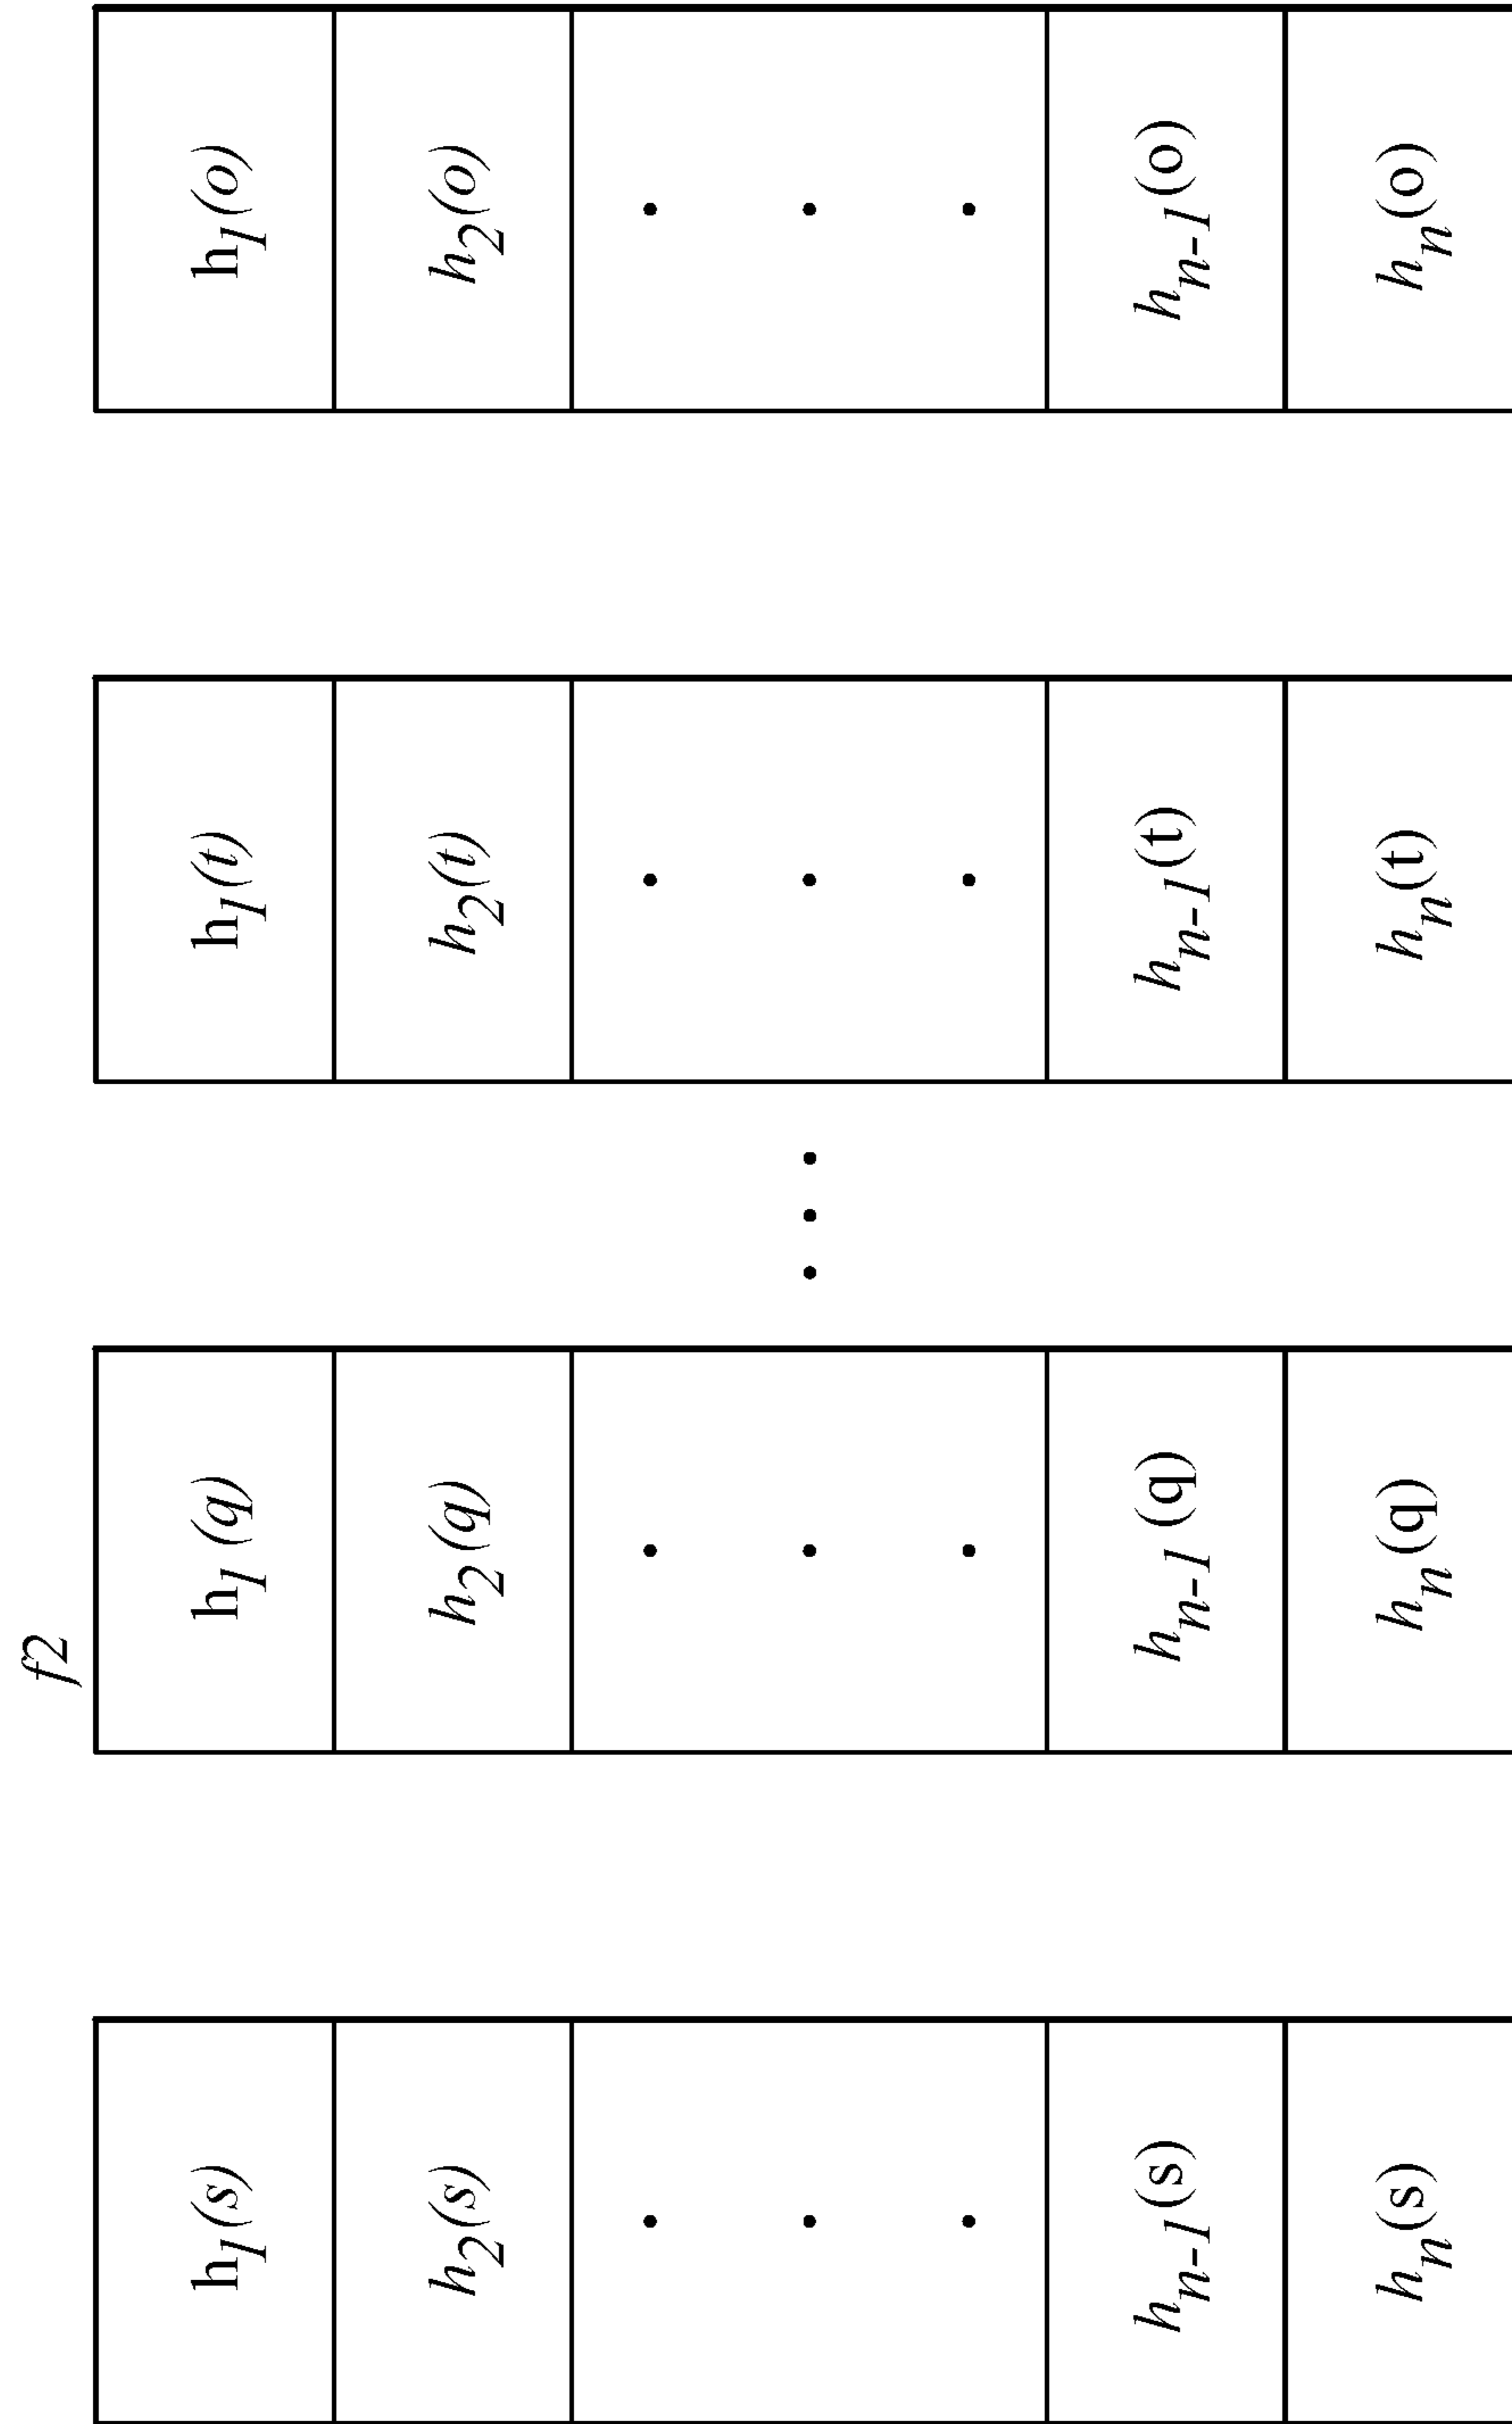 f2
h1(s) h1(q) h1(t) h1(o)
h2(s) h2(q) h2(t) h2(o)
hn-1(s) hn-1(q) hn-1(t) hn-1(o)
hn(s) hn(q) hn(t) hn(o)